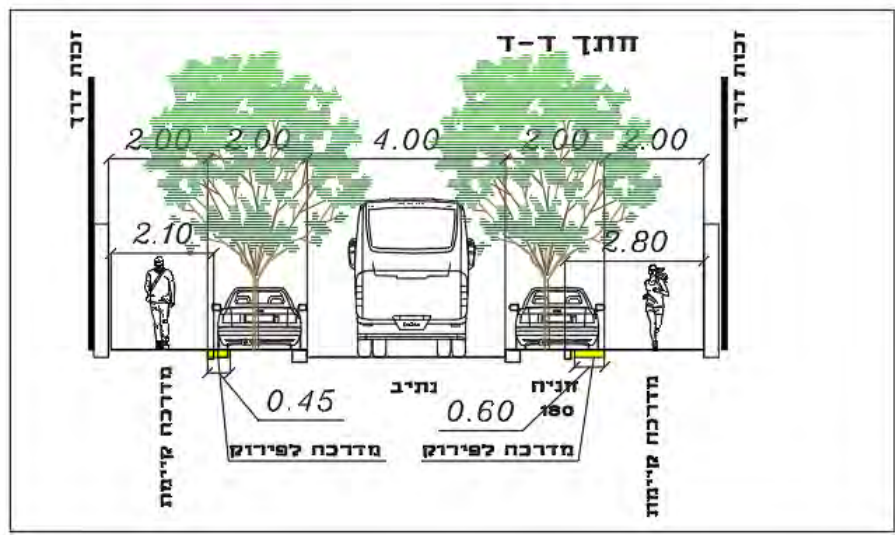 חתך ד-ד
זכות דרך
זכות דרך
2.00
2.00
4.00
2.00
2.00
2.10
2.80
נתיב
חניה
180
0.45
0.60
מדרכה לפירוק
מדרכה לפירוק
מדרכה קיימת
מדרכה קיימת